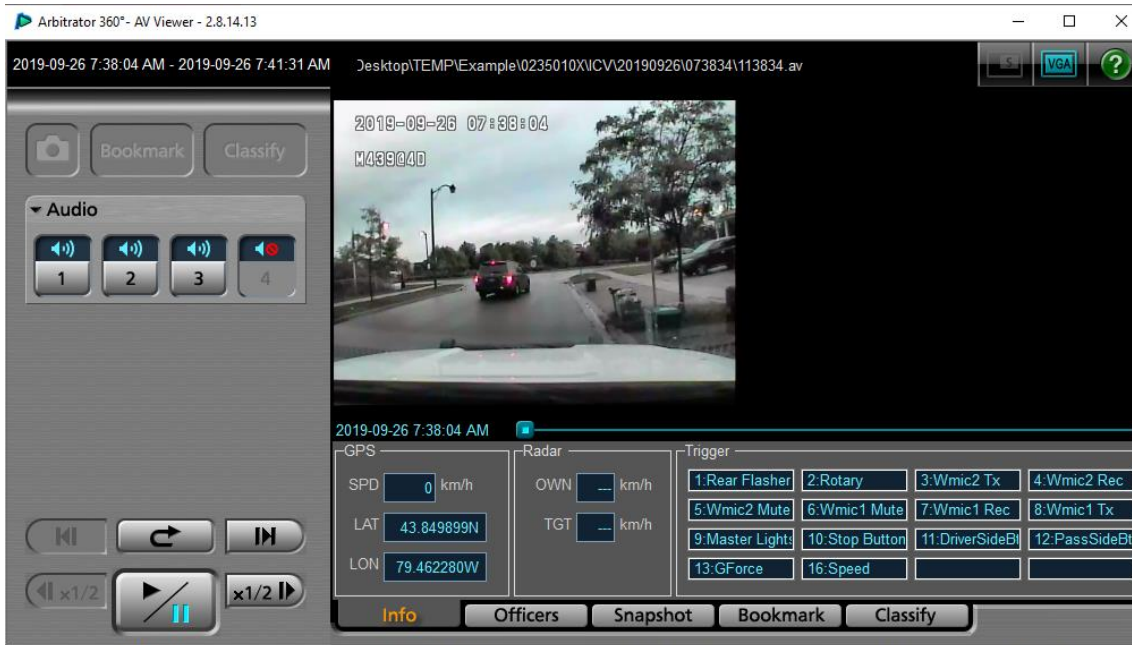 Arbitrator 360°- AV Viewer - 2.8.14.13
2019-09-26 7:38:04 AM - 2019-09-26 7:41:31 AM
Desktop\TEMP\Example\0235010X\ICV\20190926\073834\113834.av
S
VGA
?
Bookmark
Classify
2019-09-26 07:38:04
M439@4D
Audio
1
2
3
4
2019-09-26 7:38:04 AM
GPS
SPD 0 km/h
LAT 43.849899N
LON 79.462280W
Radar
OWN --- km/h
TGT --- km/h
Trigger
1:Rear Flasher 2:Rotary 3:Wmic2 Tx 4:Wmic2 Rec
5:Wmic2 Mute 6:Wmic1 Mute 7:Wmic1 Rec 8:Wmic1 Tx
9:Master Lights 10:Stop Button 11:DriverSideBt 12:PassSideBt
13:GForce 16:Speed
x1/2
x1/2
Info Officers Snapshot Bookmark Classify